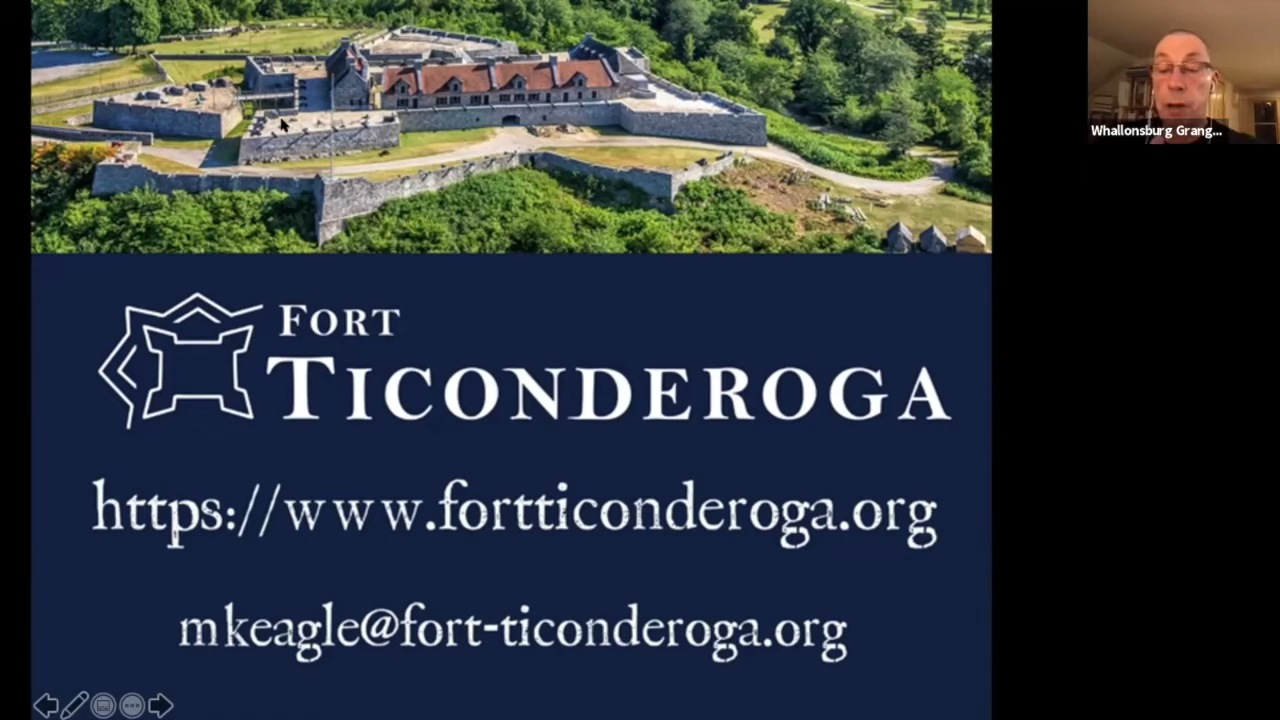 Whallonsburg Grang...
FORT
TICONDEROGA
https://www.fortticonderoga.org
mkeagle@fort-ticonderoga.org